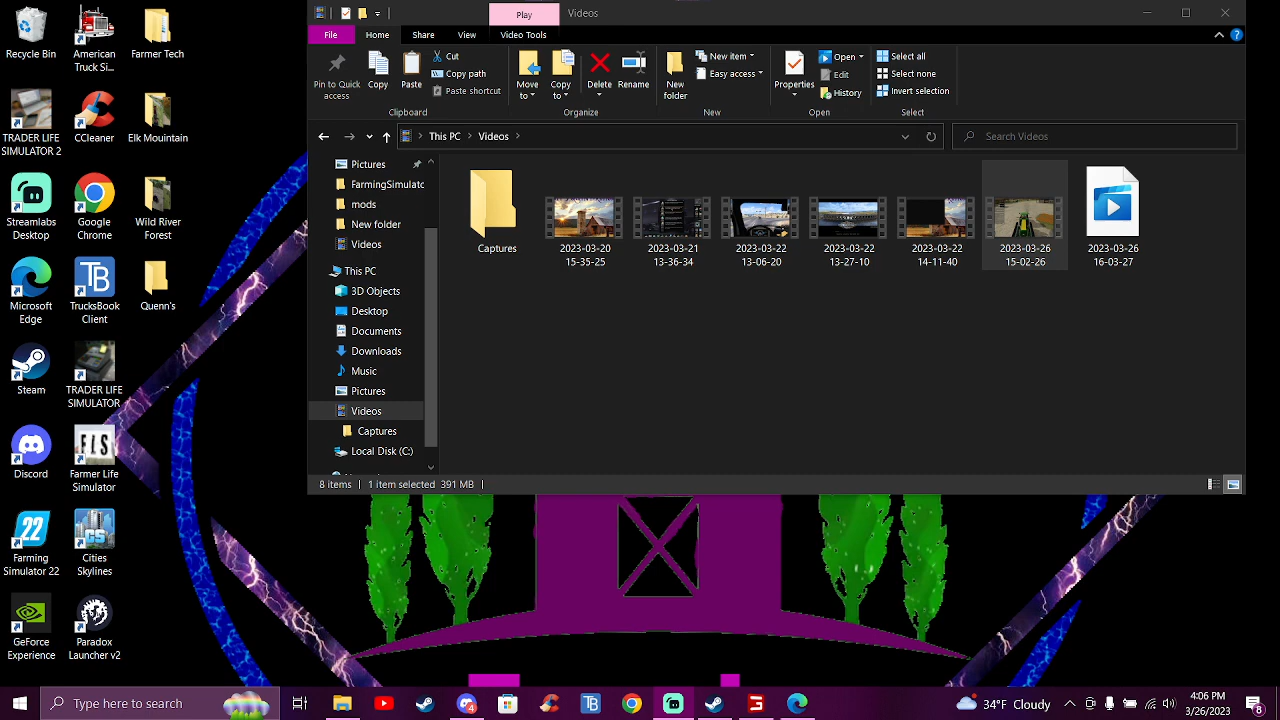 Recycle Bin
American Truck Si...
Farmer Tech
TRADER LIFE SIMULATOR 2
CCleaner
Elk Mountain
Streamlabs Desktop
Google Chrome
Wild River Forest
Microsoft Edge
TrucksBook Client
Quenn's
Steam
TRADER LIFE SIMULATOR
Discord
Farmer Life Simulator
Farming Simulator 22
Cities Skylines
GeForce Experience
Paradox Launcher v2
Play
Videos
File
Home
Share
View
Video Tools
Pin to Quick access
Copy
Paste
Cut
Copy path
Paste shortcut
Clipboard
Move to
Copy to
Delete
Rename
Organize
New folder
New item
Easy access
New
Properties
Open
Edit
History
Open
Select all
Select none
Invert selection
Select
This PC > Videos >
Search Videos
Pictures
FarmingSimulato
mods
New folder
Videos
This PC
3D Objects
Desktop
Documents
Downloads
Music
Pictures
Videos
Captures
Local Disk (C:)
Captures
2023-03-20 15-35-25
2023-03-21 13-36-34
2023-03-22 13-06-20
2023-03-22 13-27-10
2023-03-22 14-11-40
2023-03-26 15-02-26
2023-03-26 16-03-27
8 items
1 item selected 391 MB
Type here to search
34°F Cloudy
4:06 PM
3/26/2023
8